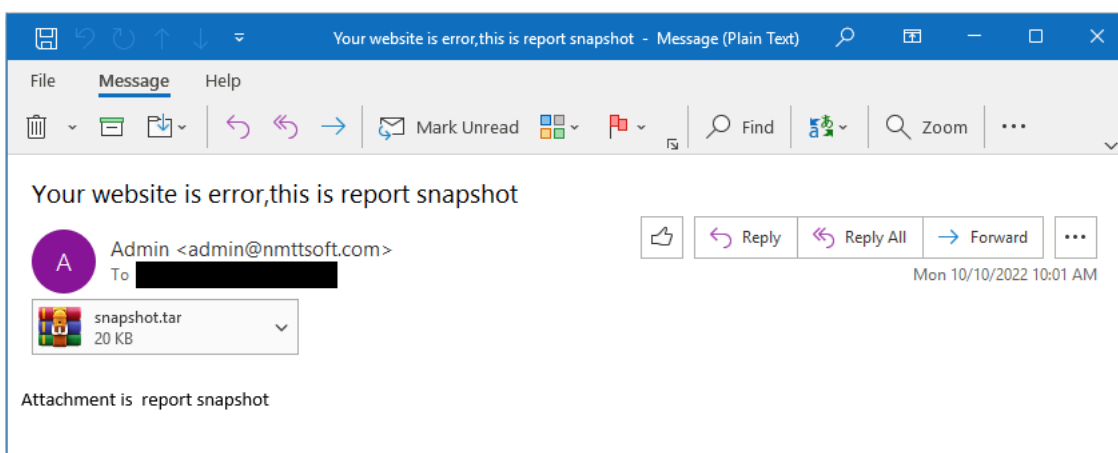 Your website is error,this is report snapshot - Message (Plain Text)
File Message Help
Mark Unread Find Zoom
Your website is error,this is report snapshot
A
Admin <admin@nmttsoft.com>
To
Reply Reply All Forward
Mon 10/10/2022 10:01 AM
snapshot.tar
20 KB
Attachment is  report snapshot